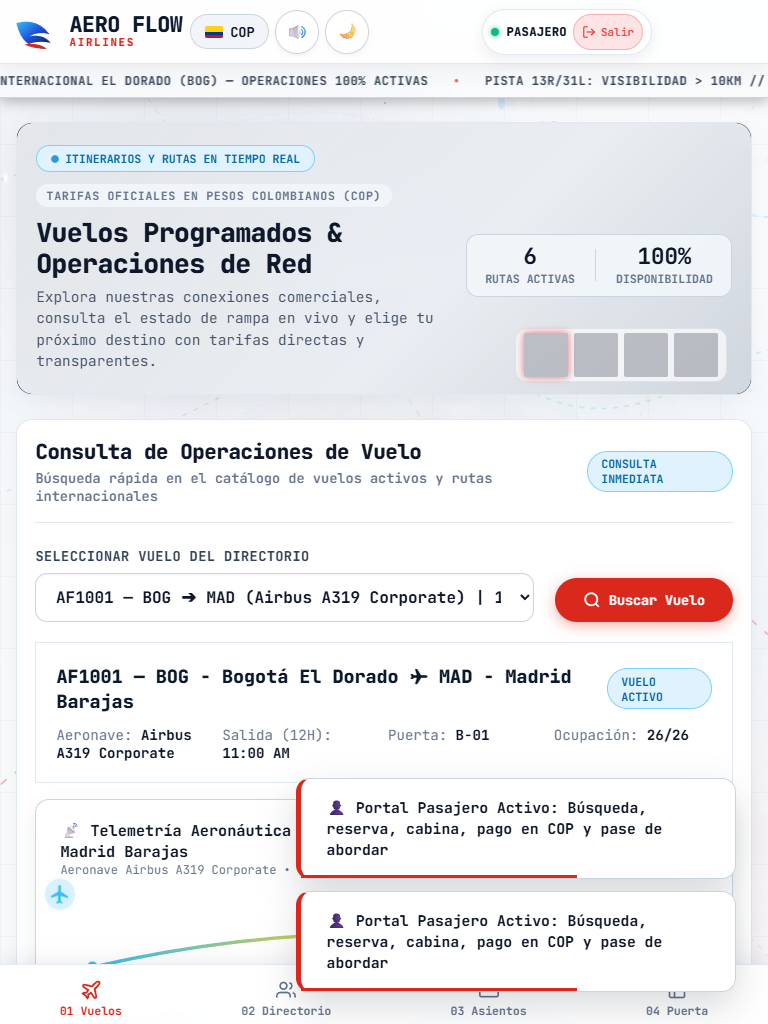 AERO FLOW
AIRLINES
COP
PASAJERO
Salir
NTERNACIONAL EL DORADO (BOG) — OPERACIONES 100% ACTIVAS • PISTA 13R/31L: VISIBILIDAD > 10KM //
ITINERARIOS Y RUTAS EN TIEMPO REAL
TARIFAS OFICIALES EN PESOS COLOMBIANOS (COP)
Vuelos Programados &
Operaciones de Red
Explora nuestras conexiones comerciales,
consulta el estado de rampa en vivo y elige tu
próximo destino con tarifas directas y
transparentes.
6
RUTAS ACTIVAS
100%
DISPONIBILIDAD
Consulta de Operaciones de Vuelo
Búsqueda rápida en el catálogo de vuelos activos y rutas
internacionales
CONSULTA
INMEDIATA
SELECCIONAR VUELO DEL DIRECTORIO
AF1001 — BOG ➔ MAD (Airbus A319 Corporate) | 1
Buscar Vuelo
AF1001 — BOG - Bogotá El Dorado ✈ MAD - Madrid
Barajas
VUELO
ACTIVO
Aeronave: Airbus
A319 Corporate
Salida (12H):
11:00 AM
Puerta: B-01
Ocupación: 26/26
Telemetría Aeronáutica
Madrid Barajas
Aeronave Airbus A319 Corporate •
Portal Pasajero Activo: Búsqueda,
reserva, cabina, pago en COP y pase de
abordar
Portal Pasajero Activo: Búsqueda,
reserva, cabina, pago en COP y pase de
abordar
01 Vuelos
02 Directorio
03 Asientos
04 Puerta